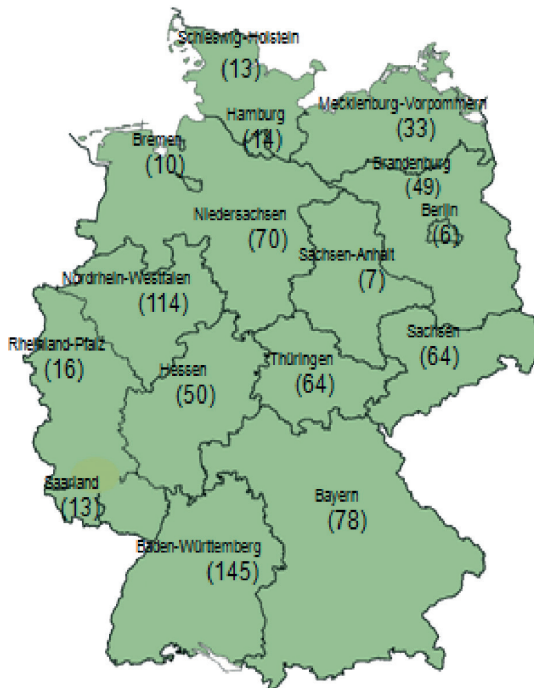 Schleswig-Holstein
(13)
Hamburg
(14)
Mecklenburg-Vorpommern
(33)
Bremen
(10)
Brandenburg
(49)
Berlin
(6)
Niedersachsen
(70)
Sachsen-Anhalt
(7)
Nordrhein-Westfalen
(114)
Sachsen
(64)
Rheinland-Pfalz
(16)
Hessen
(50)
Thüringen
(64)
Saarland
(13)
Bayern
(78)
Baden-Württemberg
(145)